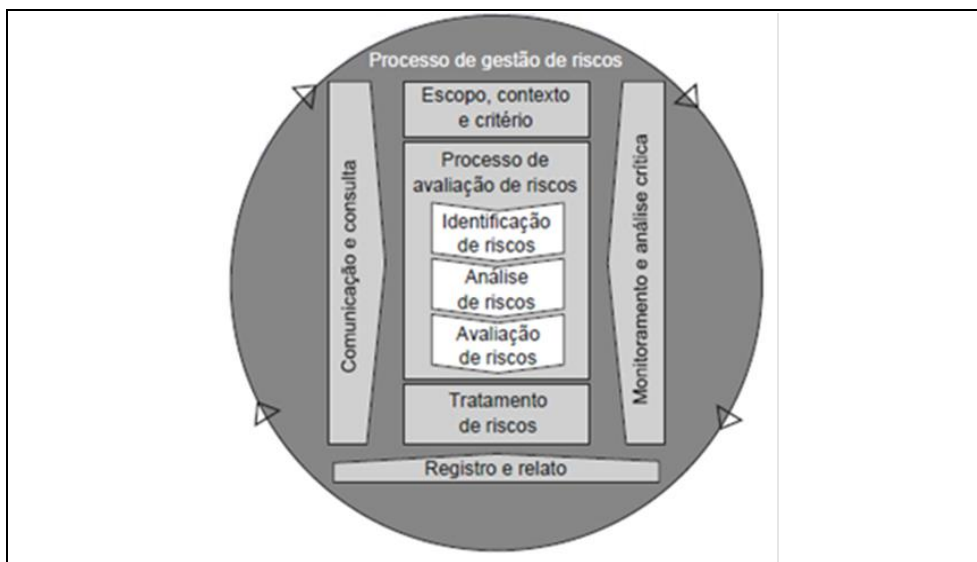 Processo de gestão de riscos
Escopo, contexto
e critério
Processo de
avaliação de riscos
Identificação
de riscos
Análise
de riscos
Avaliação
de riscos
Tratamento
de riscos
Comunicação e consulta
Monitoramento e análise crítica
Registro e relato